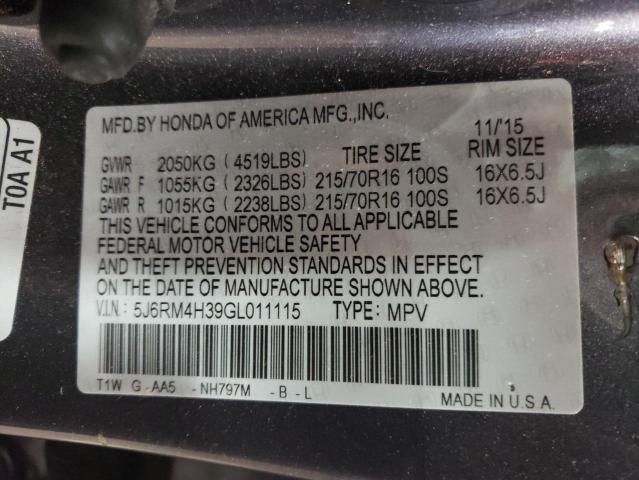 MFD.BY HONDA OF AMERICA MFG.,INC. 11/'15
GVWR 2050KG (4519LBS) TIRE SIZE RIM SIZE
GAWR F 1055KG (2326LBS) 215/70R16 100S 16X6.5J
GAWR R 1015KG (2238LBS) 215/70R16 100S 16X6.5J
THIS VEHICLE CONFORMS TO ALL APPLICABLE
FEDERAL MOTOR VEHICLE SAFETY
AND THEFT PREVENTION STANDARDS IN EFFECT
ON THE DATE OF MANUFACTURE SHOWN ABOVE.
V.I.N.: 5J6RM4H39GL011115 TYPE: MPV
T1W G-AA5 -NH797M -B-L
MADE IN U.S.A.
T0A A1